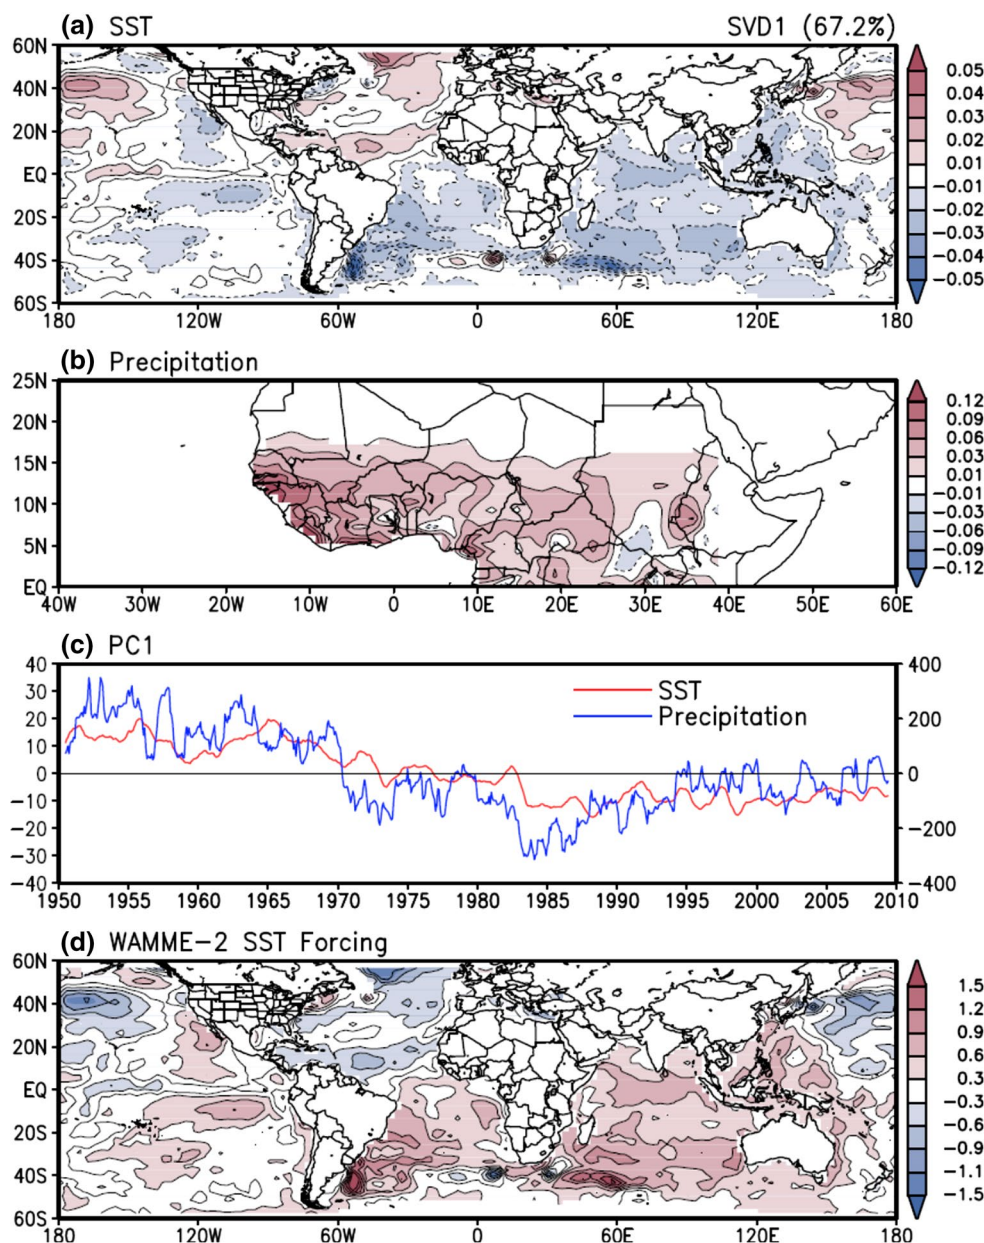 (a) SST SVD1 (67.2%)
60N
40N
20N
EQ
20S
40S
60S
180 120W 60W 0 60E 120E 180
0.05
0.04
0.03
0.02
0.01
−0.01
−0.02
−0.03
−0.04
−0.05
(b) Precipitation
25N
20N
15N
10N
5N
EQ
40W 30W 20W 10W 0 10E 20E 30E 40E 50E 60E
0.12
0.09
0.06
0.03
0.01
−0.01
−0.03
−0.06
−0.09
−0.12
(c) PC1
40
30
20
10
0
−10
−20
−30
−40
SST
Precipitation
400
200
0
−200
−400
1950 1955 1960 1965 1970 1975 1980 1985 1990 1995 2000 2005 2010
(d) WAMME−2 SST Forcing
60N
40N
20N
EQ
20S
40S
60S
180 120W 60W 0 60E 120E 180
1.5
1.2
0.9
0.6
0.3
−0.3
−0.6
−0.9
−1.1
−1.5